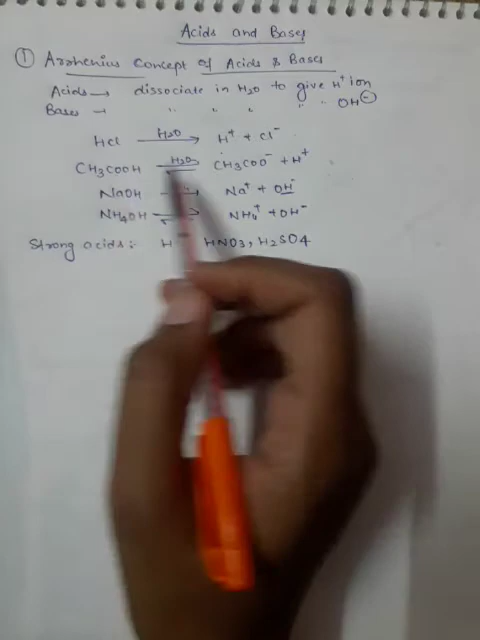 Acids and Bases
① Arrhenius Concept of Acids & Bases
Acids → dissociate in H2O to give H+ ion
Bases → " " " " " OH⊖
HCl —H2O→ H+ + Cl-
CH3COOH ⇌H2O CH3COO- + H+
NaOH → Na+ + OH-
NH4OH ⇌ NH4+ + OH-
Strong acids :- H HNO3, H2SO4